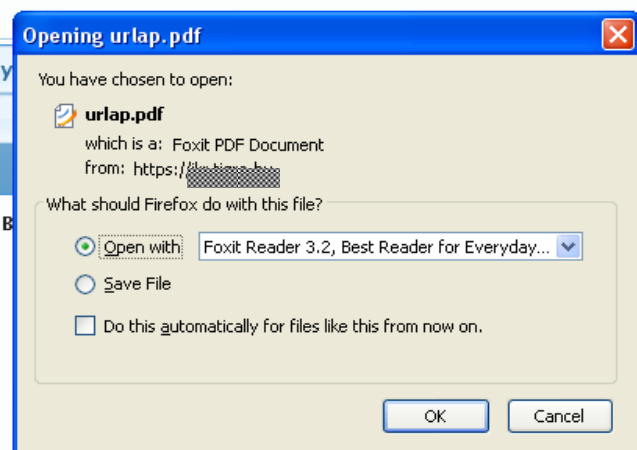 Opening urlap.pdf
You have chosen to open:
urlap.pdf
which is a: Foxit PDF Document
from: https://
What should Firefox do with this file?
Open with
Foxit Reader 3.2, Best Reader for Everyday...
Save File
Do this automatically for files like this from now on.
OK
Cancel
y
B